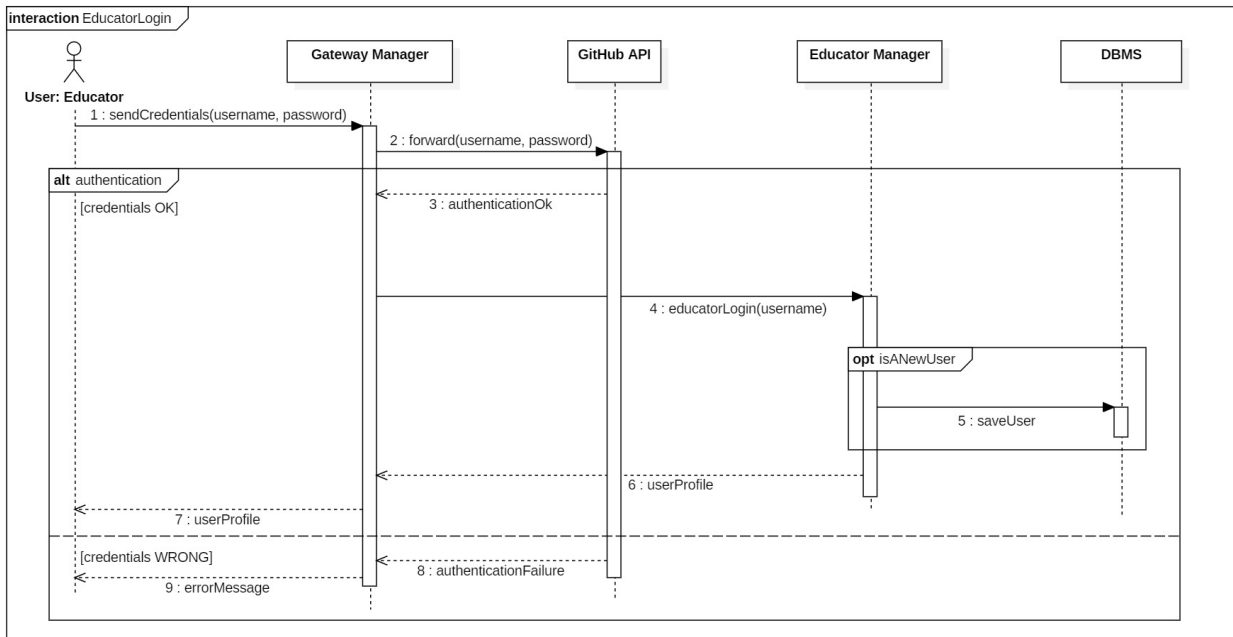 interaction EducatorLogin
User: Educator
Gateway Manager
GitHub API
Educator Manager
DBMS
1 : sendCredentials(username, password)
2 : forward(username, password)
alt authentication
[credentials OK]
3 : authenticationOk
4 : educatorLogin(username)
opt isANewUser
5 : saveUser
6 : userProfile
7 : userProfile
[credentials WRONG]
8 : authenticationFailure
9 : errorMessage